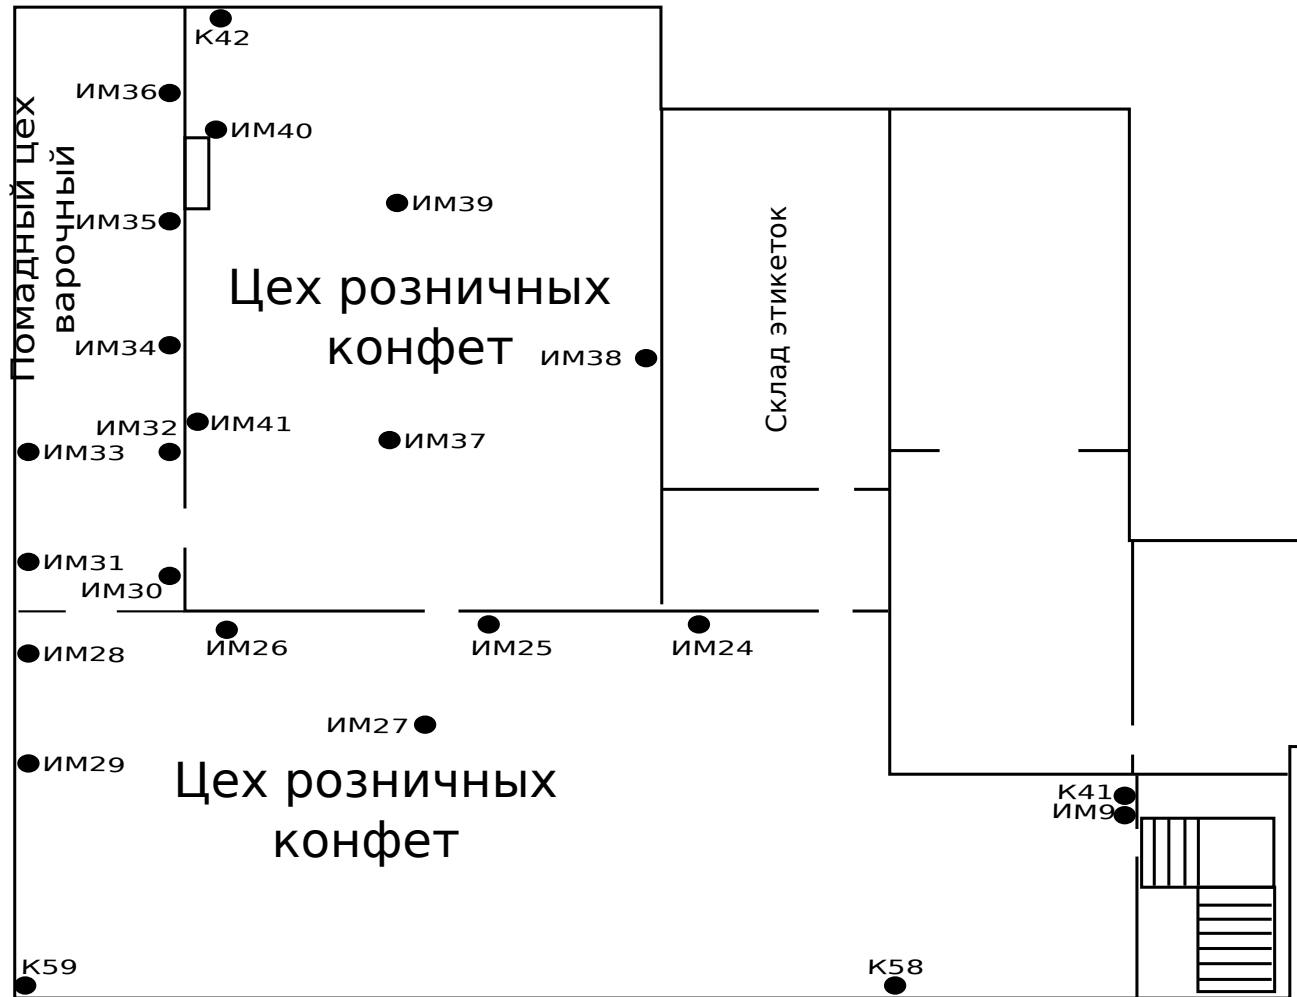 К42
ИМ36
ИМ40
Помадный цех
варочный
ИМ35
ИМ39
Цех розничных
конфет
Склад этикеток
ИМ34
ИМ38
ИМ32
ИМ41
ИМ33
ИМ37
ИМ31
ИМ30
ИМ26
ИМ25
ИМ24
ИМ28
ИМ27
ИМ29
Цех розничных
конфет
К41
ИМ9
К59
К58